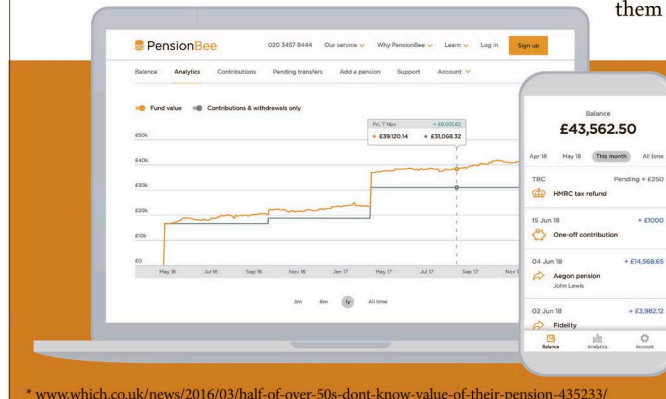 them
PensionBee
020 3457 8444 Our service Why PensionBee Learn Log in Sign up
Balance Analytics Contributions Pending transfers Add a pension Support Account
Fund value Contributions & withdrawals only
Fri, 7 Nov + £8,051.82
£39,120.14 £31,068.32
£50k
£40k
£30k
£20k
£10k
£0
May 16 Jul 16 Sep 16 Nov 16 Jan 17 May 17 Jul 17 Sep 17 Nov
3m 6m 1y All time
Balance
£43,562.50
Apr 18 May 18 This month All time
TBC Pending + £250
HMRC tax refund
15 Jun 18 + £1000
One-off contribution
04 Jun 18 + £14,568.65
Aegon pension
John Lewis
02 Jun 18 + £3,982.12
Fidelity
Balance Analytics Account
* www.which.co.uk/news/2016/03/half-of-over-50s-dont-know-value-of-their-pension-435233/